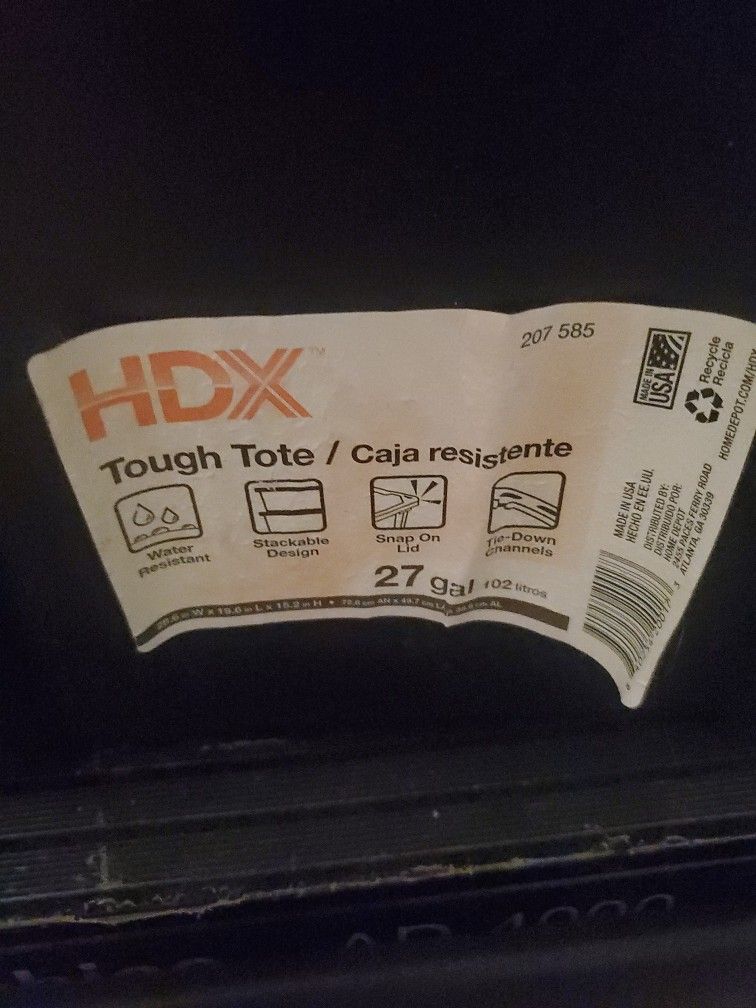 HDX™
207 585
Tough Tote / Caja resistente
Water
Resistant
Stackable
Design
Snap On
Lid
Tie-Down
Channels
27 gal 102 litros
MADE IN
USA
Recycle
Recicla
HOMEDEPOT.COM/HDX
MADE IN USA
HECHO EN EE.UU.
DISTRIBUTED BY:
DISTRIBUIDO POR:
HOME DEPOT
2455 PACES FERRY ROAD
ATLANTA, GA 30339